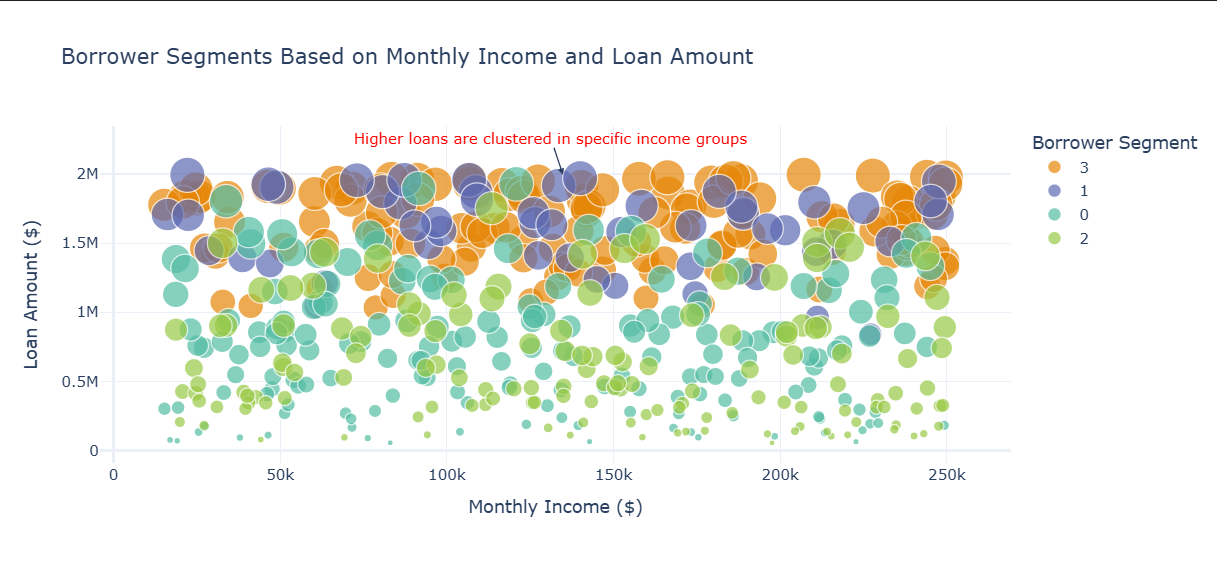 Borrower Segments Based on Monthly Income and Loan Amount
Higher loans are clustered in specific income groups
Borrower Segment
3
1
0
2
2M
1.5M
1M
0.5M
0
Loan Amount ($)
0
50k
100k
150k
200k
250k
Monthly Income ($)